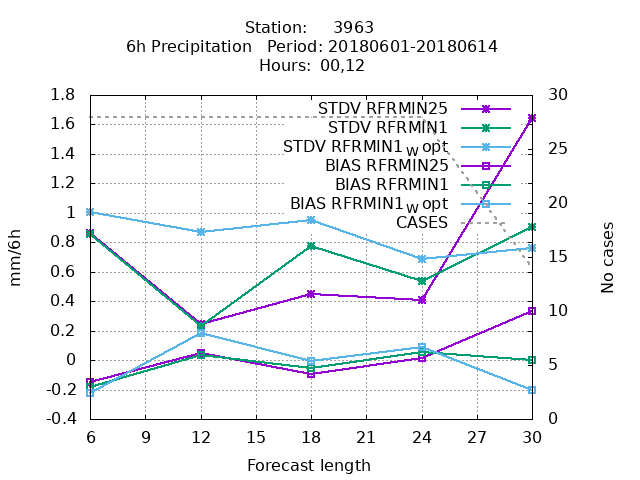 Station: 3963
6h Precipitation Period: 20180601-20180614
Hours: 00,12
1.8
1.6
1.4
1.2
1
0.8
0.6
0.4
0.2
0
-0.2
-0.4
mm/6h
STDV RFRMIN25
STDV RFRMIN1
STDV RFRMIN1w opt
BIAS RFRMIN25
BIAS RFRMIN1
BIAS RFRMIN1w opt
CASES
30
25
20
15
10
5
0
No cases
6 9 12 15 18 21 24 27 30
Forecast length